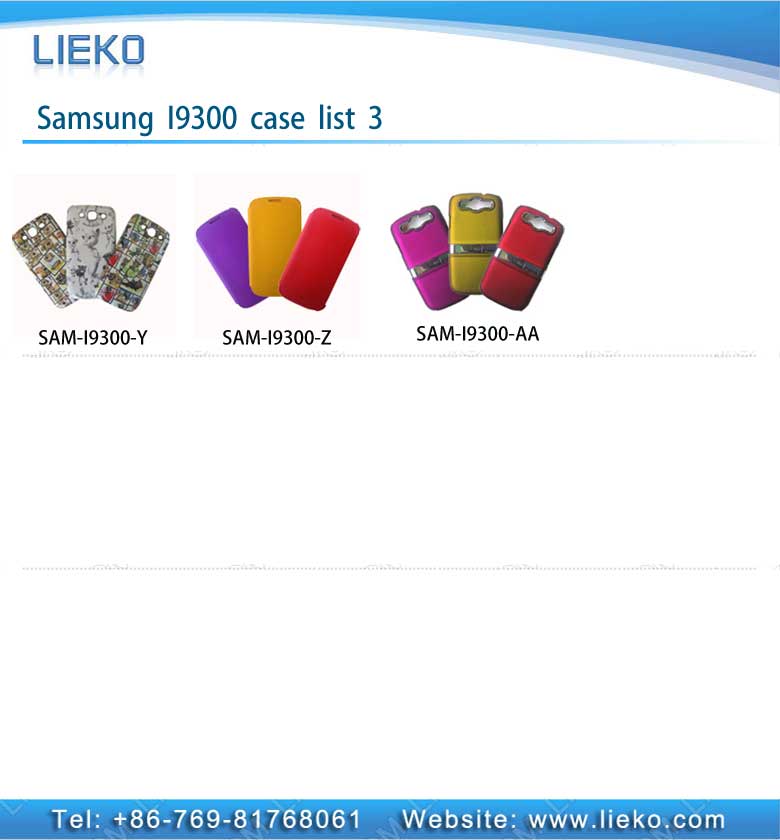 LIEKO
Samsung I9300 case list 3
SAM-I9300-Y
SAM-I9300-Z
SAM-I9300-AA
Tel: +86-769-81768061 Website: www.lieko.com